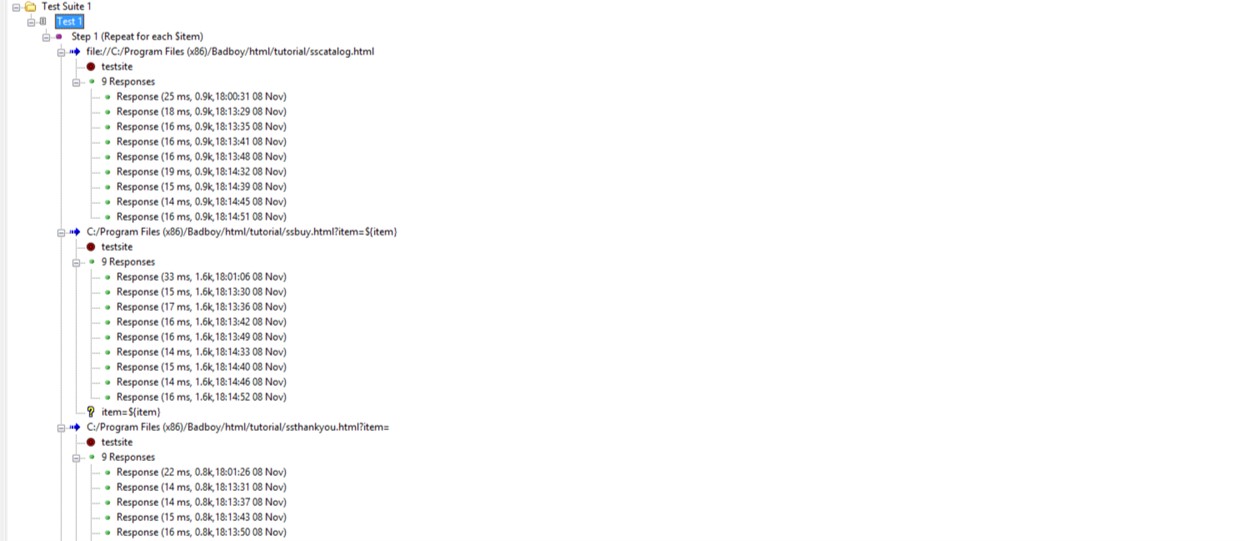 Test Suite 1
Test 1
Step 1 (Repeat for each $item)
file://C:/Program Files (x86)/Badboy/html/tutorial/sscatalog.html
testsite
9 Responses
Response (25 ms, 0.9k, 18:00:31 08 Nov)
Response (18 ms, 0.9k, 18:13:29 08 Nov)
Response (16 ms, 0.9k, 18:13:35 08 Nov)
Response (16 ms, 0.9k, 18:13:41 08 Nov)
Response (16 ms, 0.9k, 18:13:48 08 Nov)
Response (19 ms, 0.9k, 18:14:32 08 Nov)
Response (15 ms, 0.9k, 18:14:39 08 Nov)
Response (14 ms, 0.9k, 18:14:45 08 Nov)
Response (16 ms, 0.9k, 18:14:51 08 Nov)
C:/Program Files (x86)/Badboy/html/tutorial/ssbuy.html?item=${item}
testsite
9 Responses
Response (33 ms, 1.6k, 18:01:06 08 Nov)
Response (15 ms, 1.6k, 18:13:30 08 Nov)
Response (17 ms, 1.6k, 18:13:36 08 Nov)
Response (16 ms, 1.6k, 18:13:42 08 Nov)
Response (16 ms, 1.6k, 18:13:49 08 Nov)
Response (14 ms, 1.6k, 18:14:33 08 Nov)
Response (15 ms, 1.6k, 18:14:40 08 Nov)
Response (14 ms, 1.6k, 18:14:46 08 Nov)
Response (16 ms, 1.6k, 18:14:52 08 Nov)
item=${item}
C:/Program Files (x86)/Badboy/html/tutorial/ssthankyou.html?item=
testsite
9 Responses
Response (22 ms, 0.8k, 18:01:26 08 Nov)
Response (14 ms, 0.8k, 18:13:31 08 Nov)
Response (14 ms, 0.8k, 18:13:37 08 Nov)
Response (15 ms, 0.8k, 18:13:43 08 Nov)
Response (16 ms, 0.8k, 18:13:50 08 Nov)